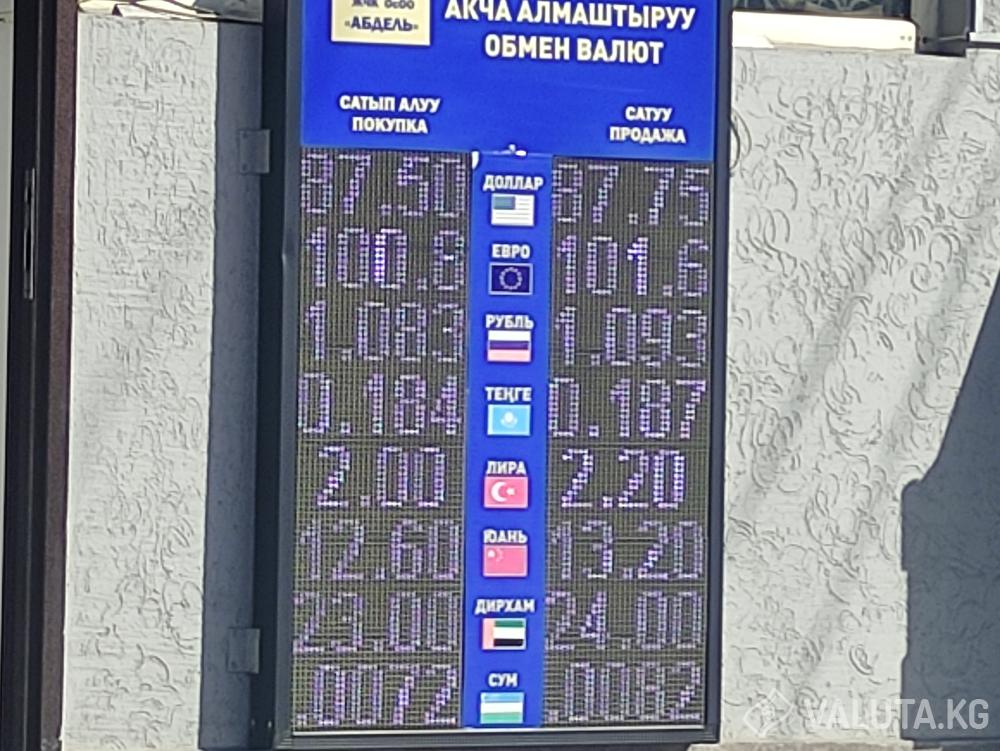 «АБДЕЛЬ»
АКЧА АЛМАШТЫРУУ
ОБМЕН ВАЛЮТ
САТЫП АЛУУ
ПОКУПКА
САТУУ
ПРОДАЖА
87.50 ДОЛЛАР 87.75
100.8 ЕВРО 101.6
1.083 РУБЛЬ 1.093
0.184 ТЕҢГЕ 0.187
2.00 ЛИРА 2.20
12.60 ЮАНЬ 13.20
23.00 ДИРХАМ 24.00
.0072 СУМ .0082
VALUTA.KG